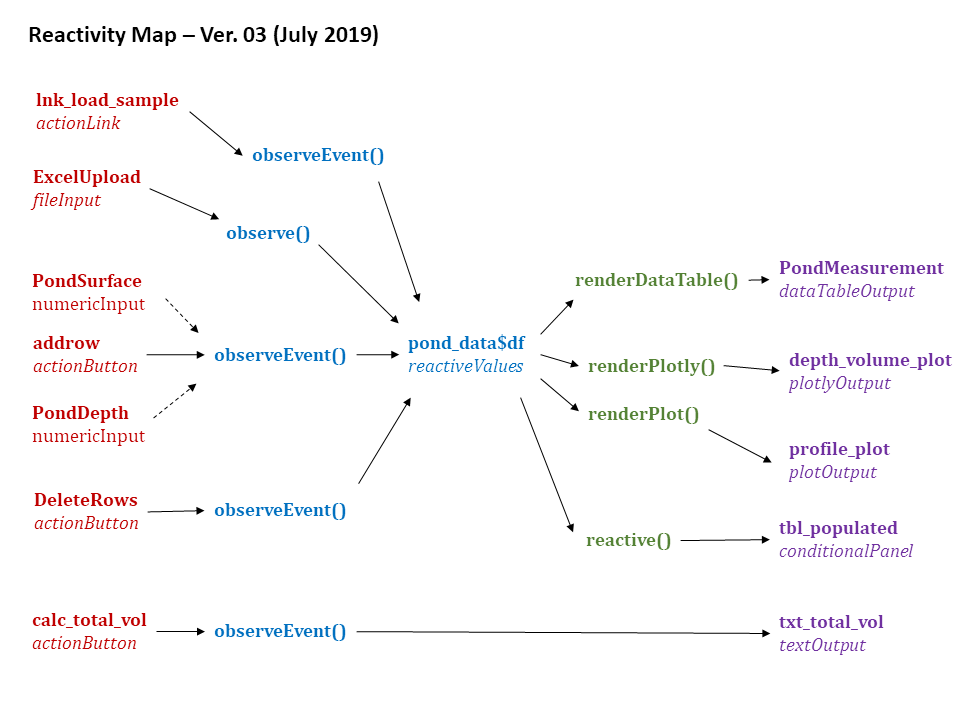 Reactivity Map – Ver. 03 (July 2019)
lnk_load_sample
actionLink
observeEvent()
ExcelUpload
fileInput
observe()
PondSurface
numericInput
addrow
actionButton
observeEvent()
PondDepth
numericInput
DeleteRows
actionButton
observeEvent()
pond_data$df
reactiveValues
renderDataTable()
PondMeasurement
dataTableOutput
renderPlotly()
depth_volume_plot
plotlyOutput
renderPlot()
profile_plot
plotOutput
reactive()
tbl_populated
conditionalPanel
calc_total_vol
actionButton
observeEvent()
txt_total_vol
textOutput